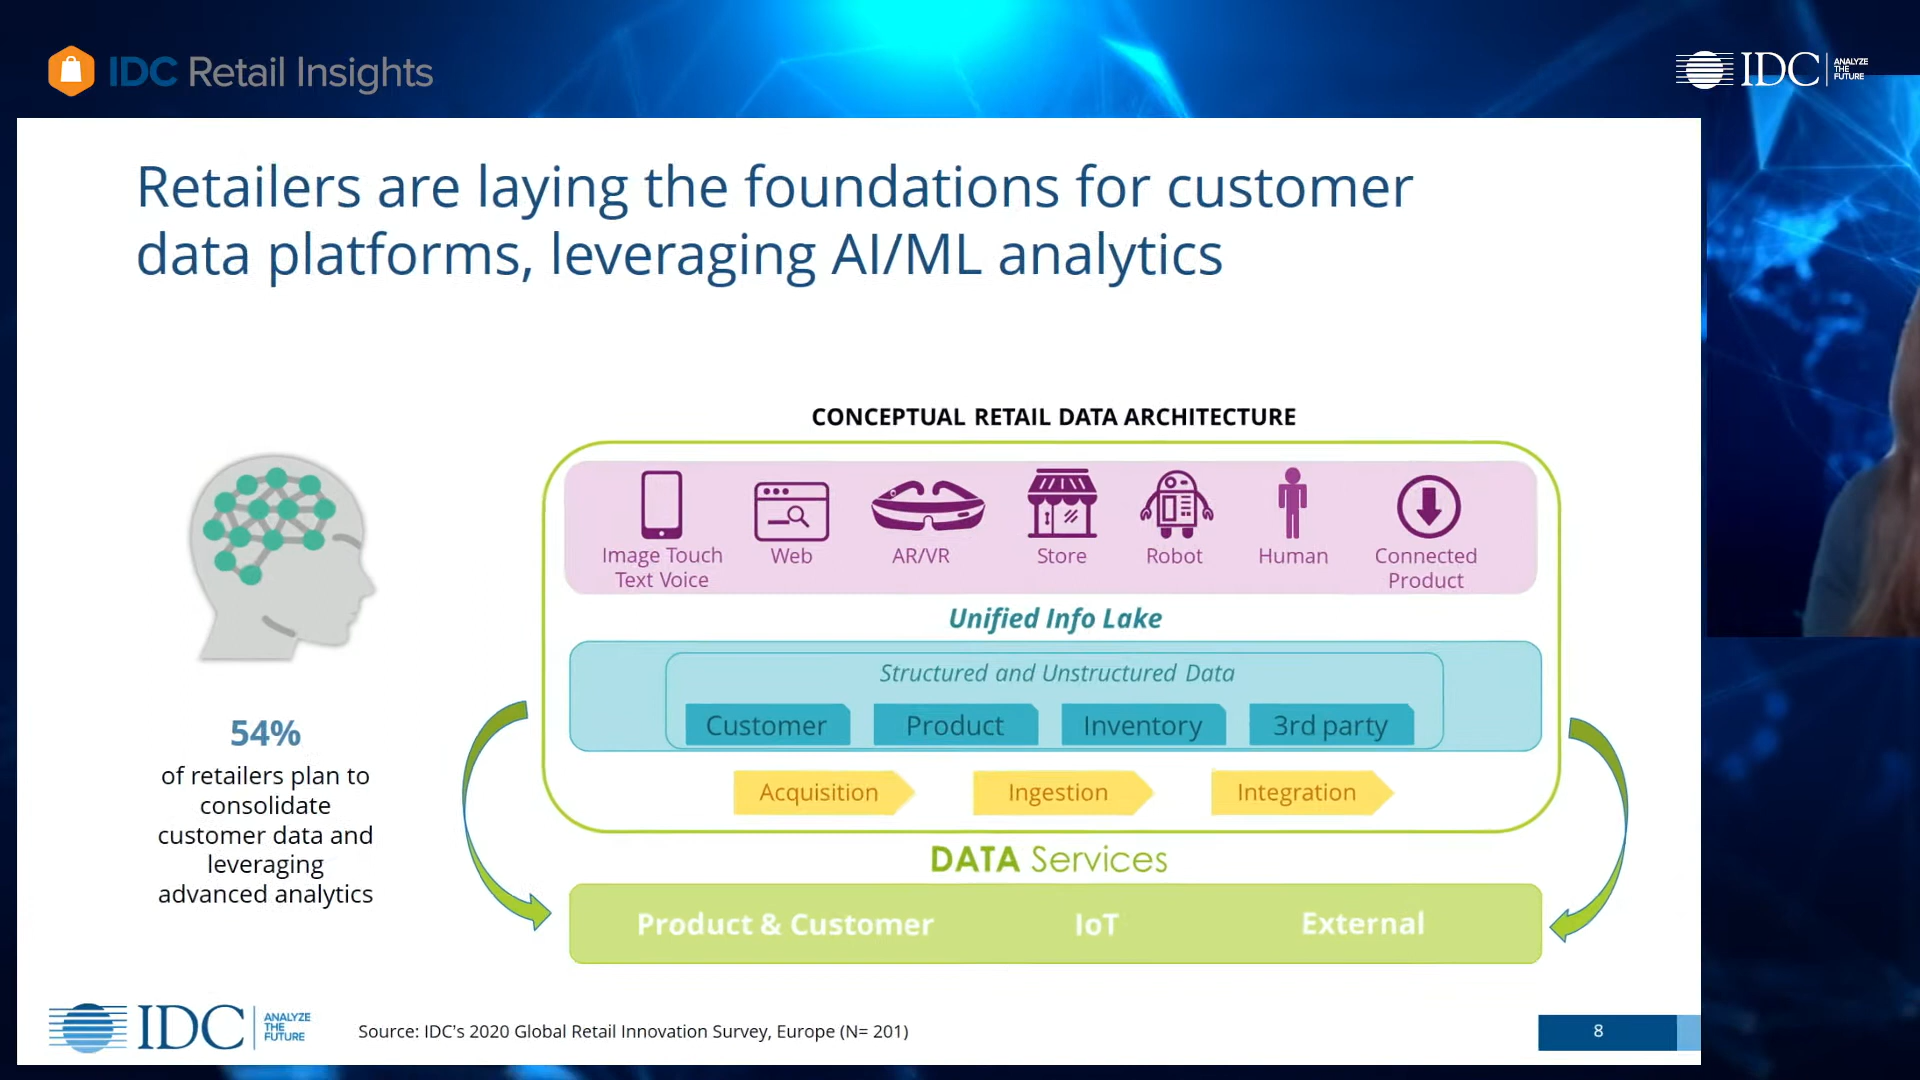 IDC Retail Insights
IDC ANALYZE
THE
FUTURE
Retailers are laying the foundations for customer
data platforms, leveraging AI/ML analytics
CONCEPTUAL RETAIL DATA ARCHITECTURE
Image Touch
Text Voice
Web
AR/VR
Store
Robot
Human
Connected
Product
Unified Info Lake
Structured and Unstructured Data
Customer
Product
Inventory
3rd party
Acquisition
Ingestion
Integration
DATA Services
Product & Customer
IoT
External
54%
of retailers plan to
consolidate
customer data and
leveraging
advanced analytics
IDC ANALYZE
THE
FUTURE
Source: IDC's 2020 Global Retail Innovation Survey, Europe (N= 201)
8